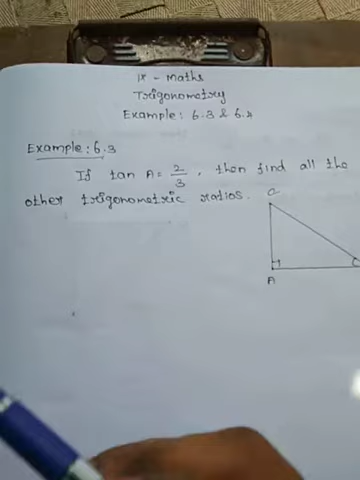 IX - Maths
Trigonometry
Example: 6.3 & 6.4
Example: 6.3
If tan A = 2/3, then find all the
other trigonometric ratios.
C
A